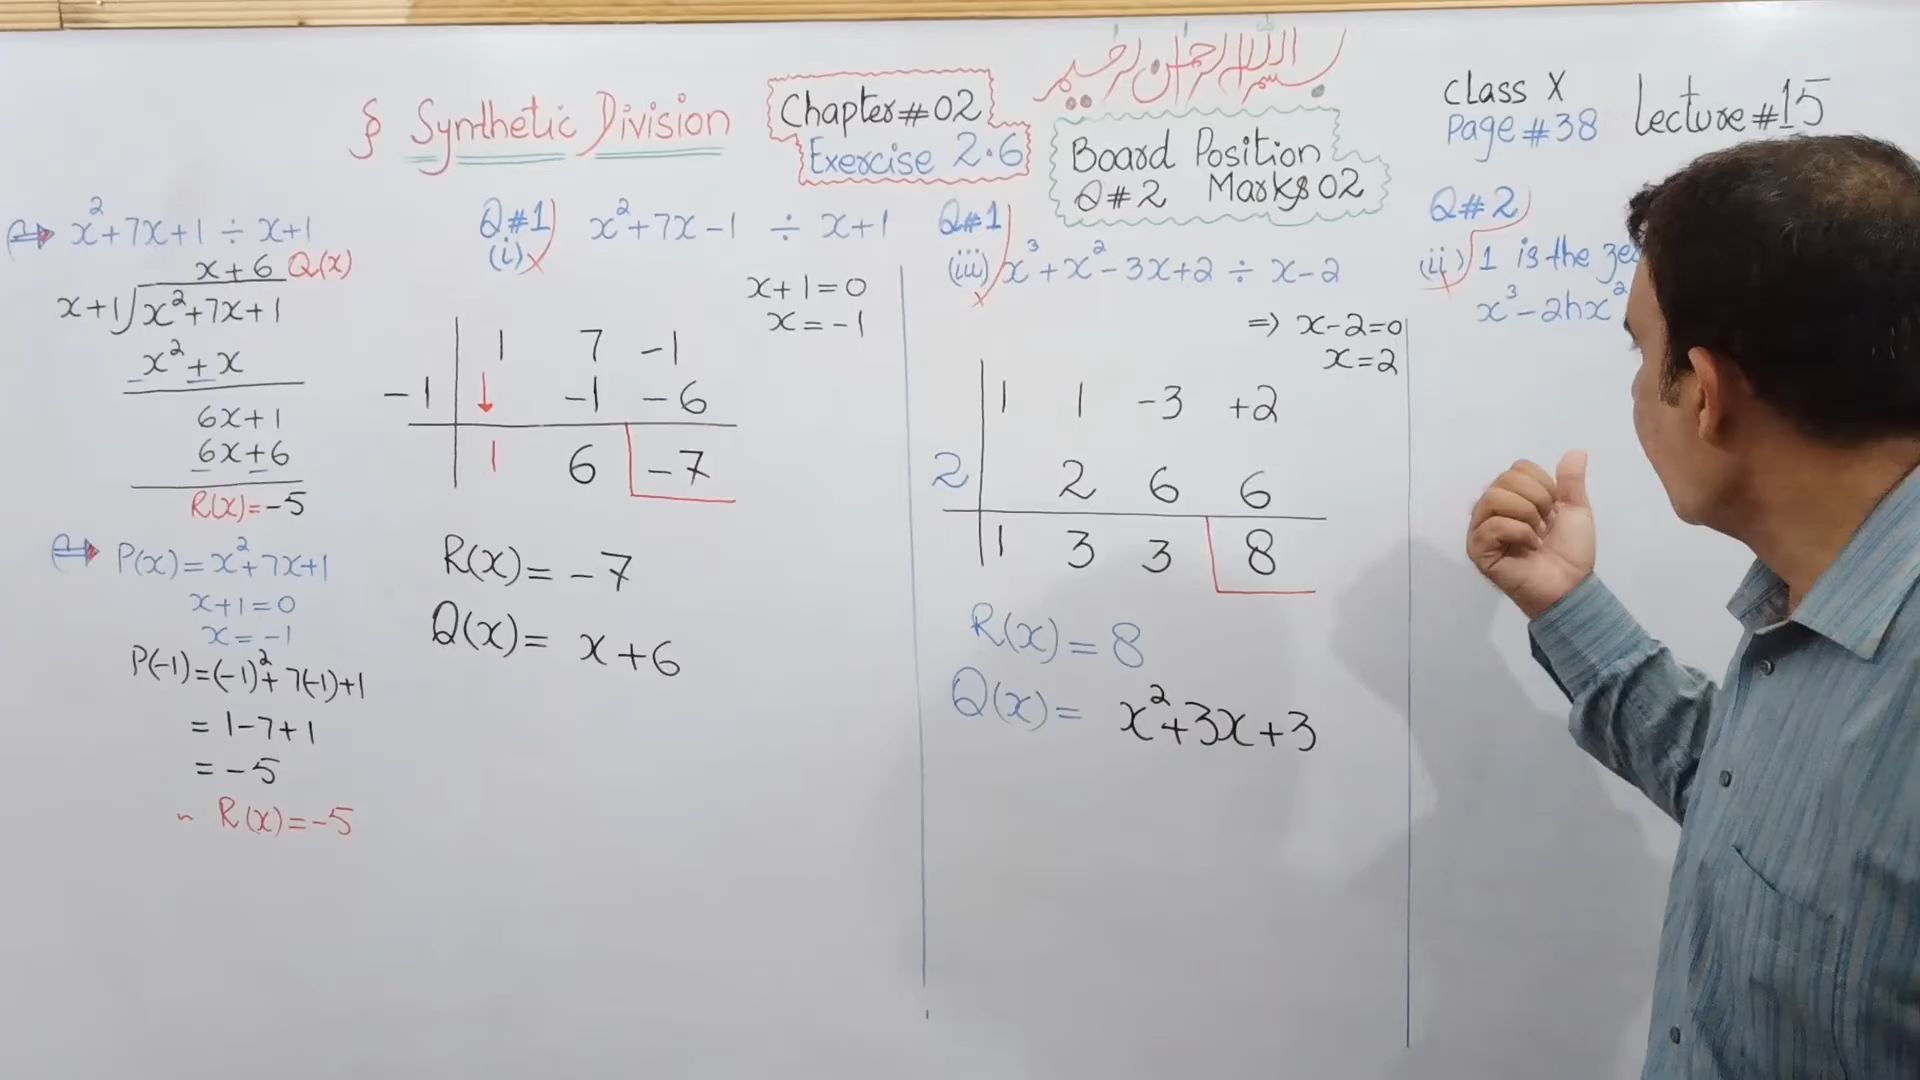 بسم اللہ الرحمٰن الرحیم
§ Synthetic Division
Chapter#02
Exercise 2.6
Board Position
Q#2 Marks 02
Class X
Page #38
Lecture#15
⇒ x²+7x+1 ÷ x+1
x+6 Q(x)
x+1)x²+7x+1
x²+x
6x+1
6x+6
R(x)=-5
⇒ P(x)=x²+7x+1
x+1=0
x=-1
P(-1)=(-1)²+7(-1)+1
= 1-7+1
= -5
~ R(x)=-5
Q#1) x²+7x-1 ÷ x+1
(i)
x+1=0
x=-1
1 7 -1
-1 ↓ -1 -6
1 6 -7
R(x)=-7
Q(x)= x+6
Q#1
(iii) x³+x²-3x+2 ÷ x-2
⇒ x-2=0
x=2
1 1 -3 +2
2 2 6 6
1 3 3 8
R(x)=8
Q(x)= x²+3x+3
Q#2
(ii) 1 is the
x³-2hx²